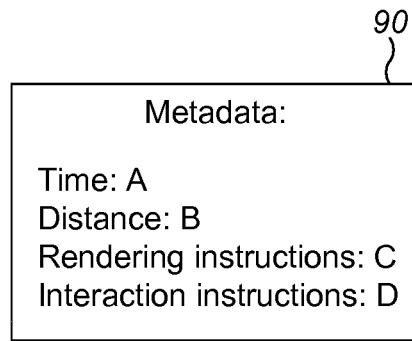 90
Metadata:
Time: A
Distance: B
Rendering instructions: C
Interaction instructions: D